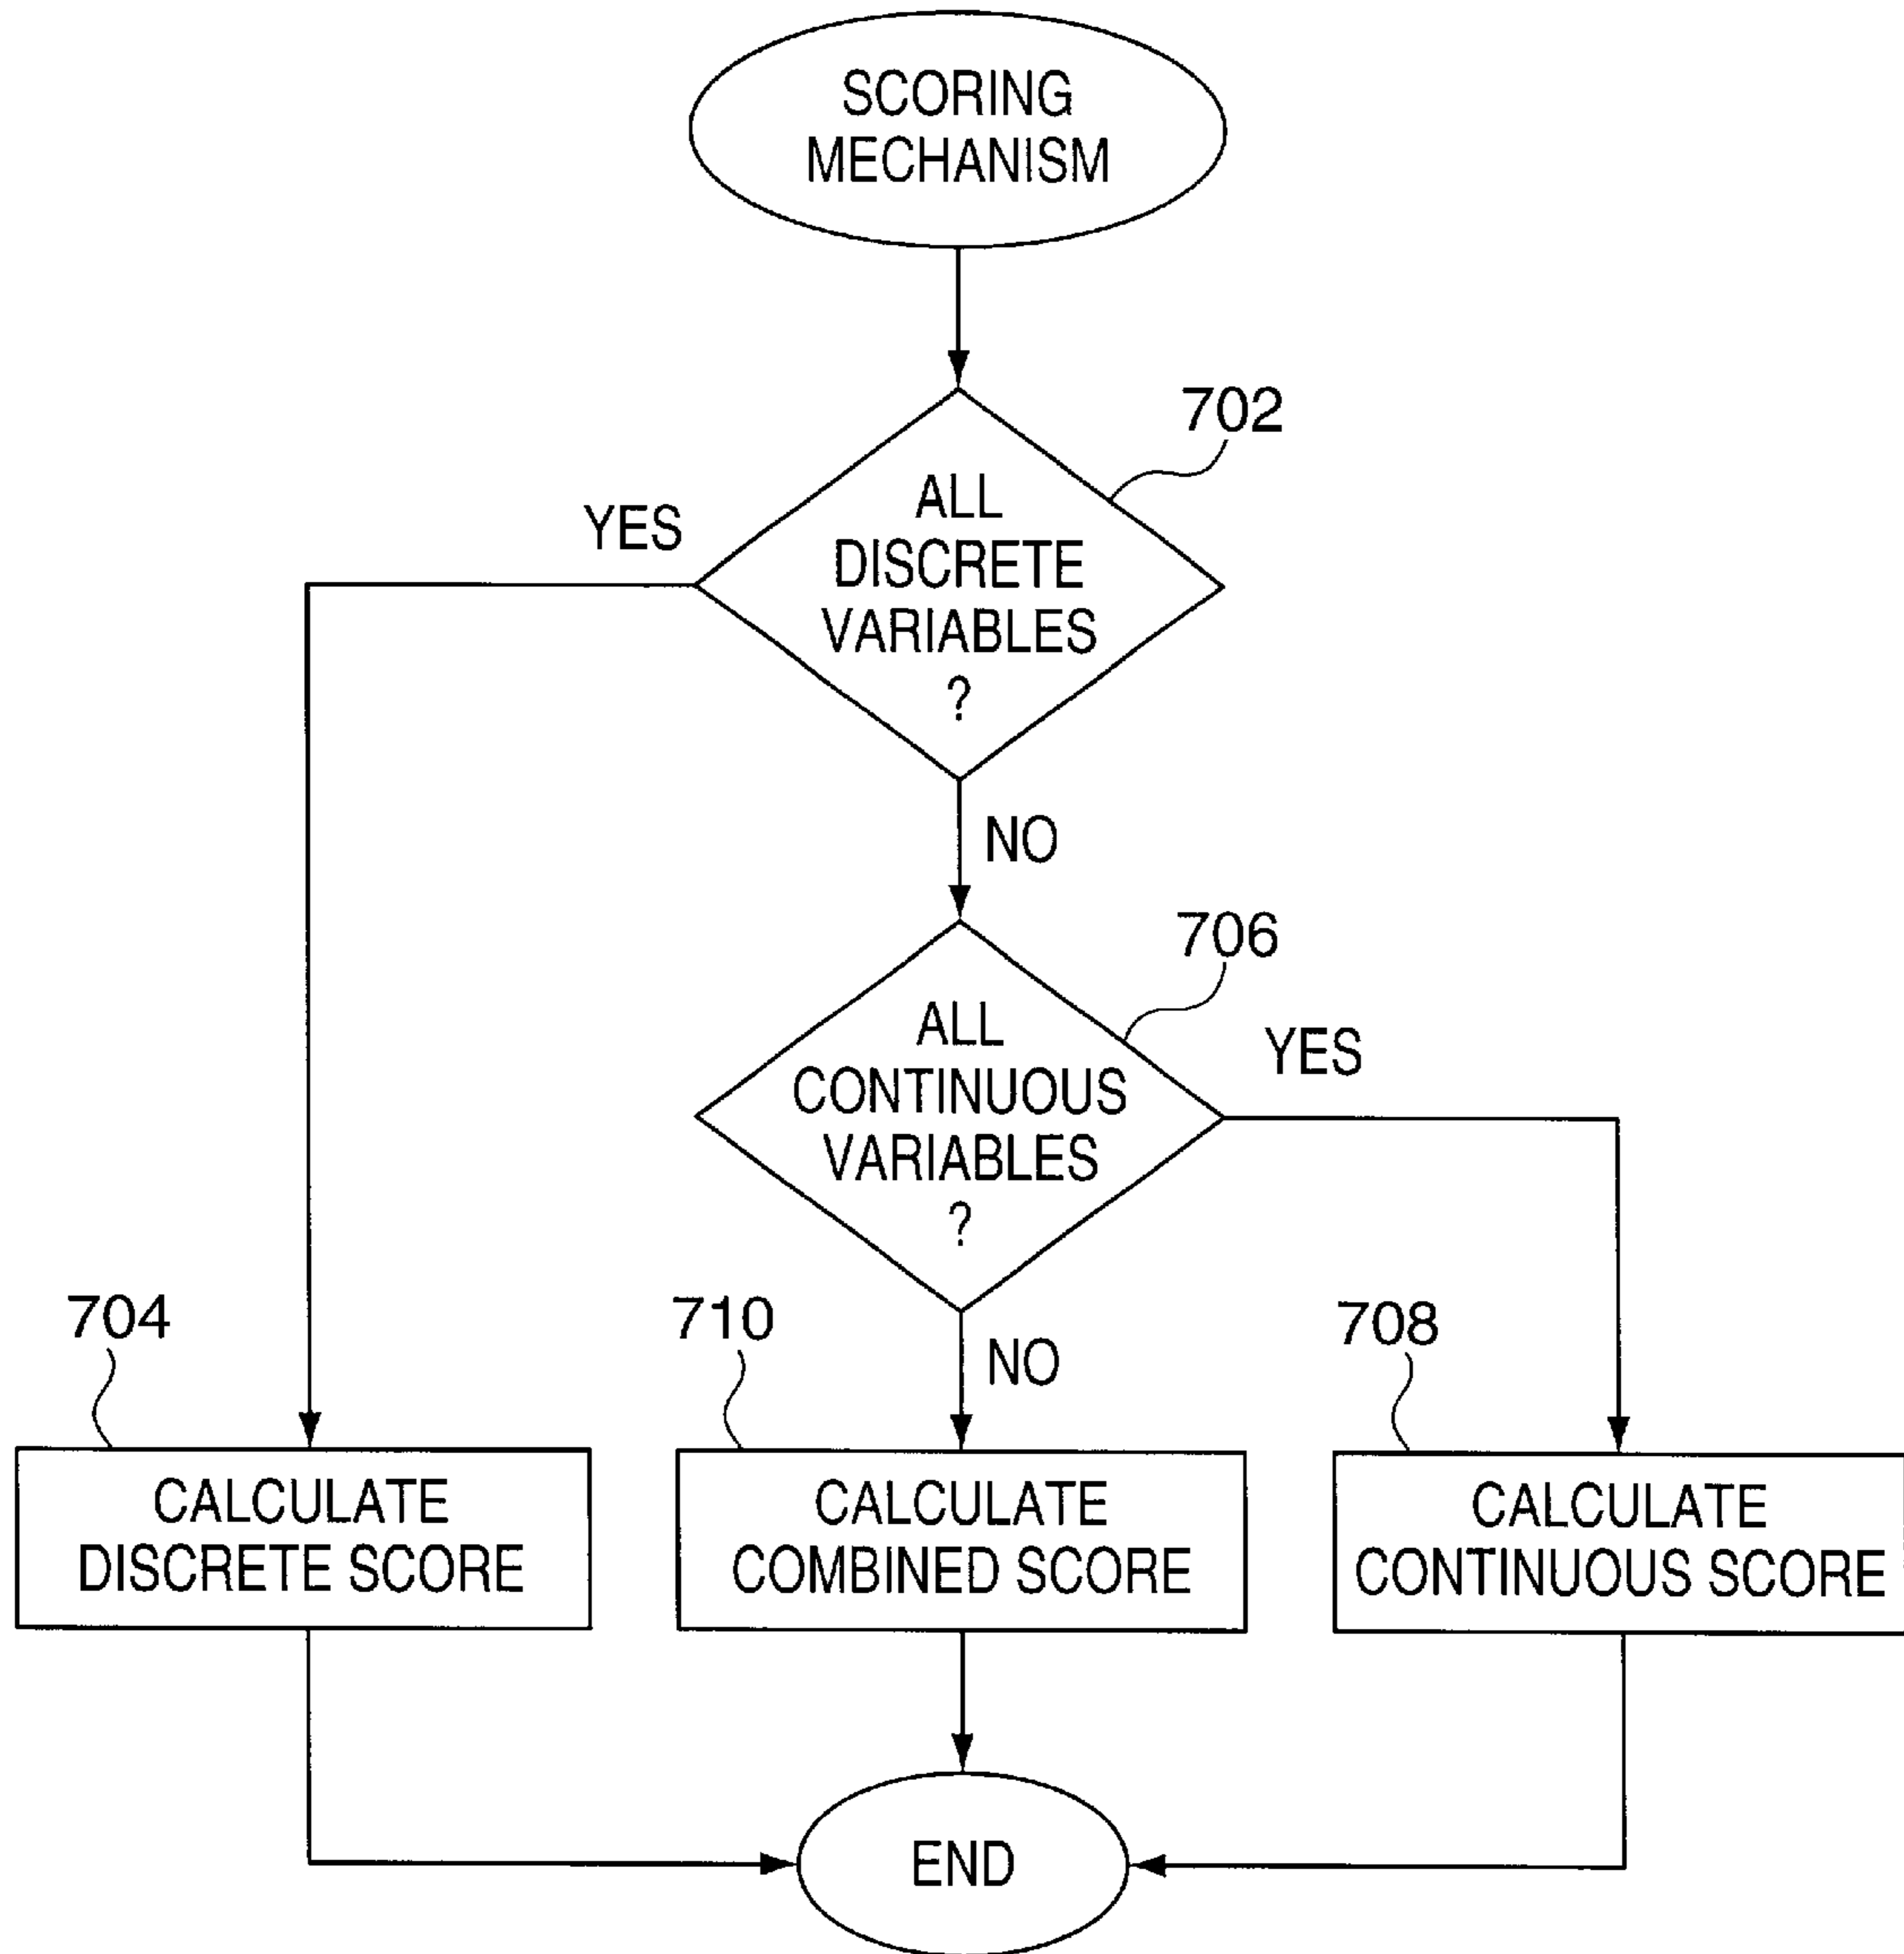 SCORING
MECHANISM
702
ALL
DISCRETE
VARIABLES
?
YES
NO
706
ALL
CONTINUOUS
VARIABLES
?
YES
NO
704
CALCULATE
DISCRETE SCORE
710
CALCULATE
COMBINED SCORE
708
CALCULATE
CONTINUOUS SCORE
END